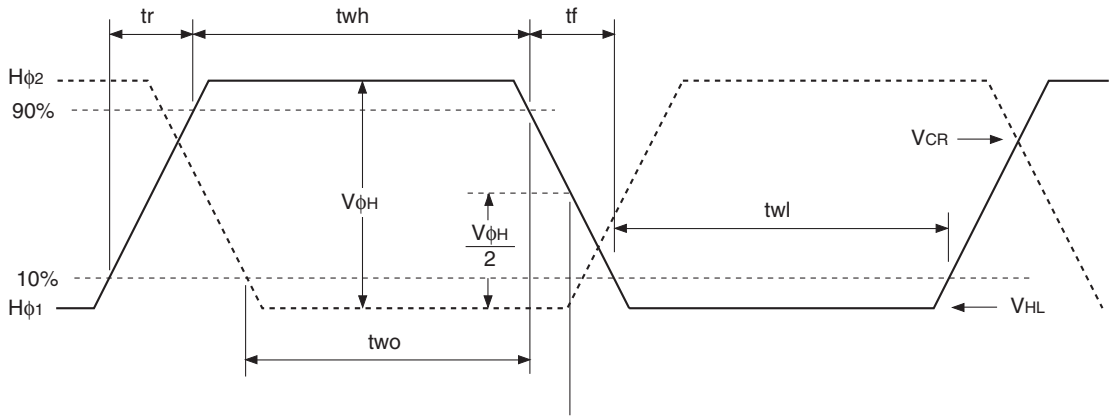 tr
twh
tf
Hϕ2
90%
VCR
VϕH
twl
VϕH
2
10%
Hϕ1
VHL
two